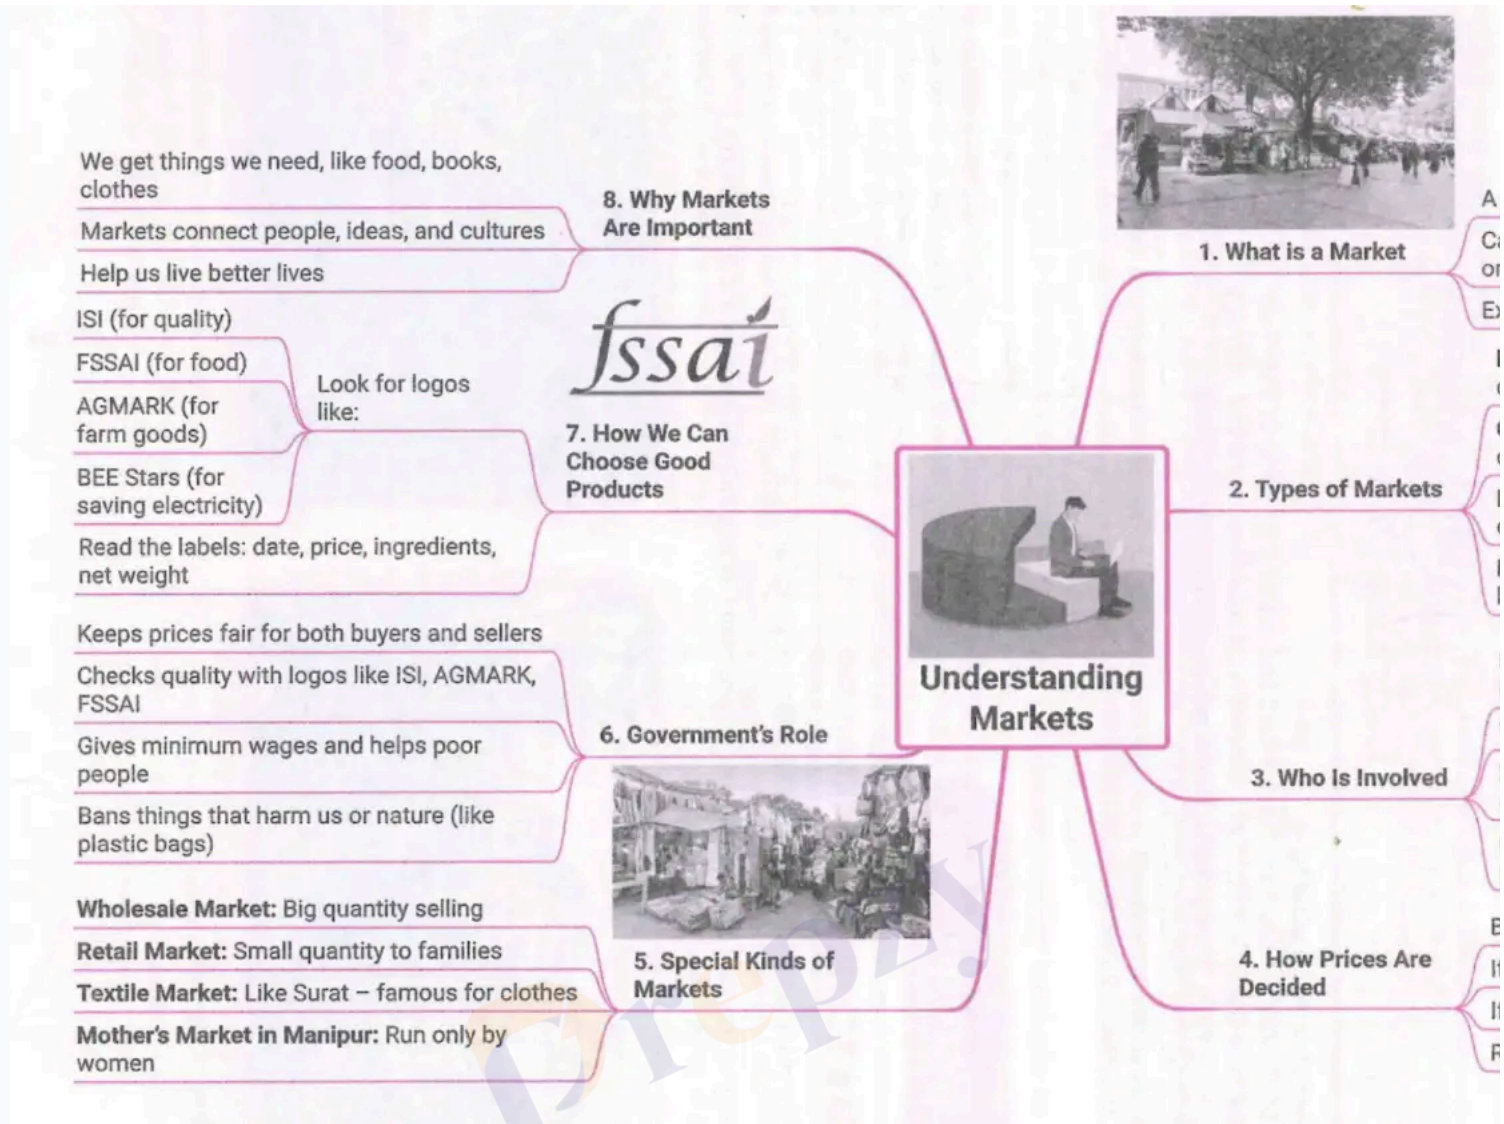 We get things we need, like food, books,
clothes
Markets connect people, ideas, and cultures
Help us live better lives
8. Why Markets
Are Important
ISI (for quality)
FSSAI (for food)
AGMARK (for
farm goods)
BEE Stars (for
saving electricity)
Look for logos
like:
Read the labels: date, price, ingredients,
net weight
fssai
7. How We Can
Choose Good
Products
Keeps prices fair for both buyers and sellers
Checks quality with logos like ISI, AGMARK,
FSSAI
Gives minimum wages and helps poor
people
Bans things that harm us or nature (like
plastic bags)
6. Government's Role
Wholesale Market: Big quantity selling
Retail Market: Small quantity to families
Textile Market: Like Surat – famous for clothes
Mother's Market in Manipur: Run only by
women
5. Special Kinds of
Markets
Understanding
Markets
1. What is a Market
A
2. Types of Markets
3. Who Is Involved
4. How Prices Are
Decided
Prepzy